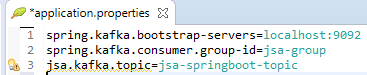 *application.properties
1 spring.kafka.bootstrap-servers=localhost:9092
2 spring.kafka.consumer.group-id=jsa-group
3 jsa.kafka.topic=jsa-springboot-topic